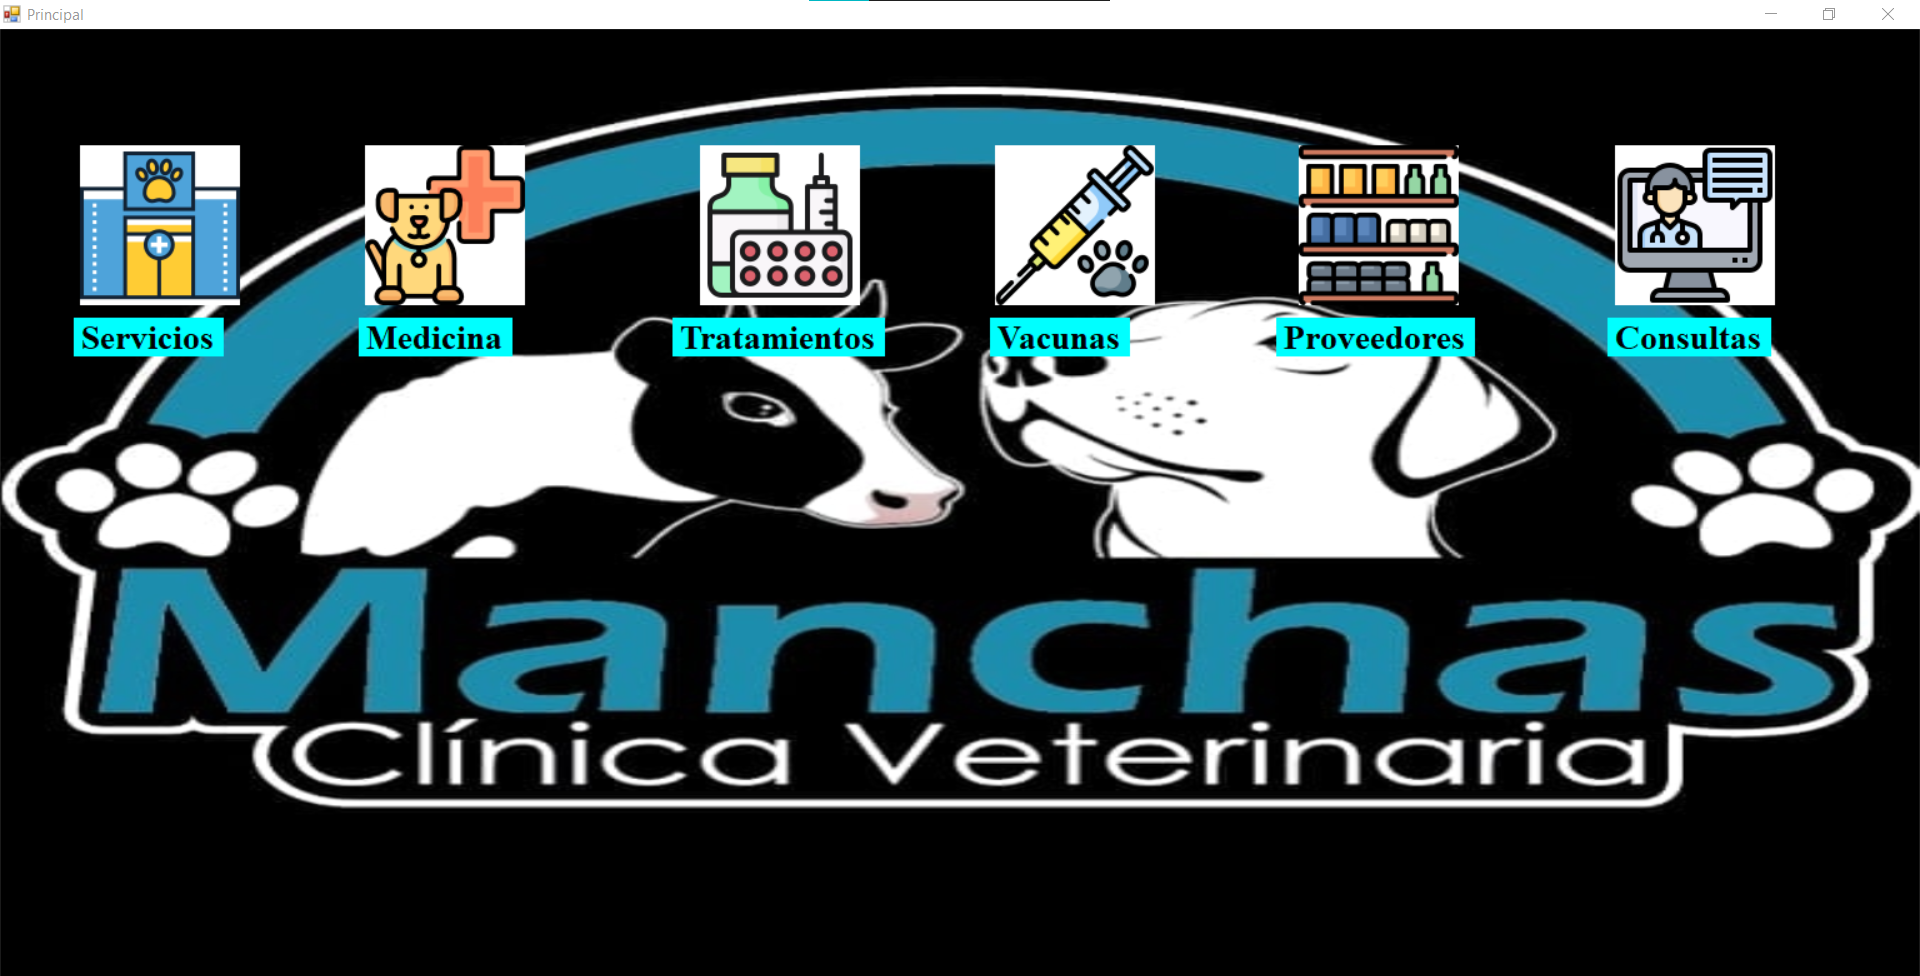 Principal
Servicios
Medicina
Tratamientos
Vacunas
Proveedores
Consultas
Manchas
Clínica Veterinaria